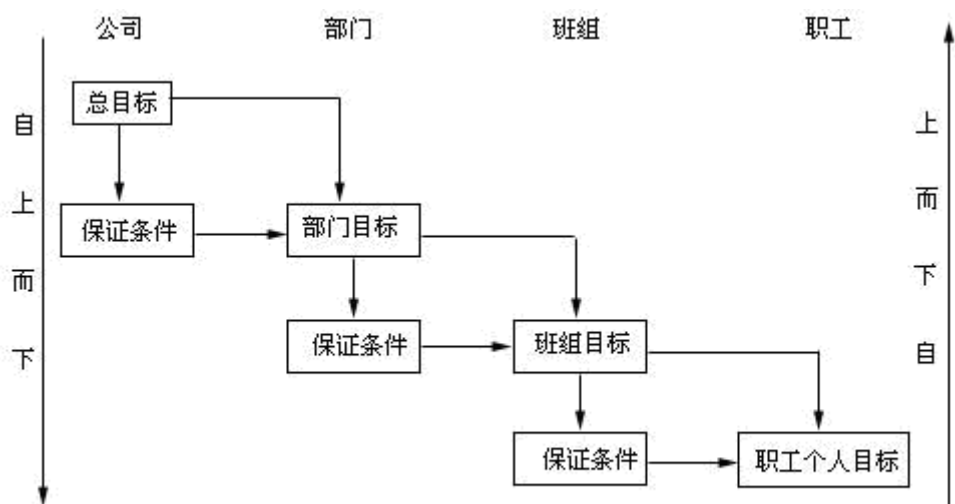 公司 部门 班组 职工
总目标
保证条件 部门目标
保证条件 班组目标
保证条件 职工个人目标
自
上
而
下
上
而
下
自